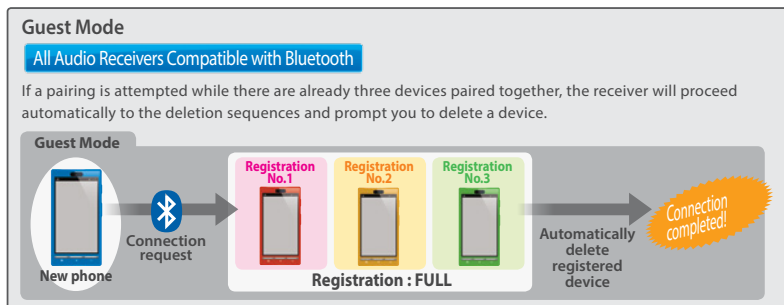 Guest Mode
All Audio Receivers Compatible with Bluetooth
If a pairing is attempted while there are already three devices paired together, the receiver will proceed
automatically to the deletion sequences and prompt you to delete a device.
Guest Mode
New phone
Connection
request
Registration
No.1
Registration
No.2
Registration
No.3
Registration : FULL
Automatically
delete
registered
device
Connection
completed!